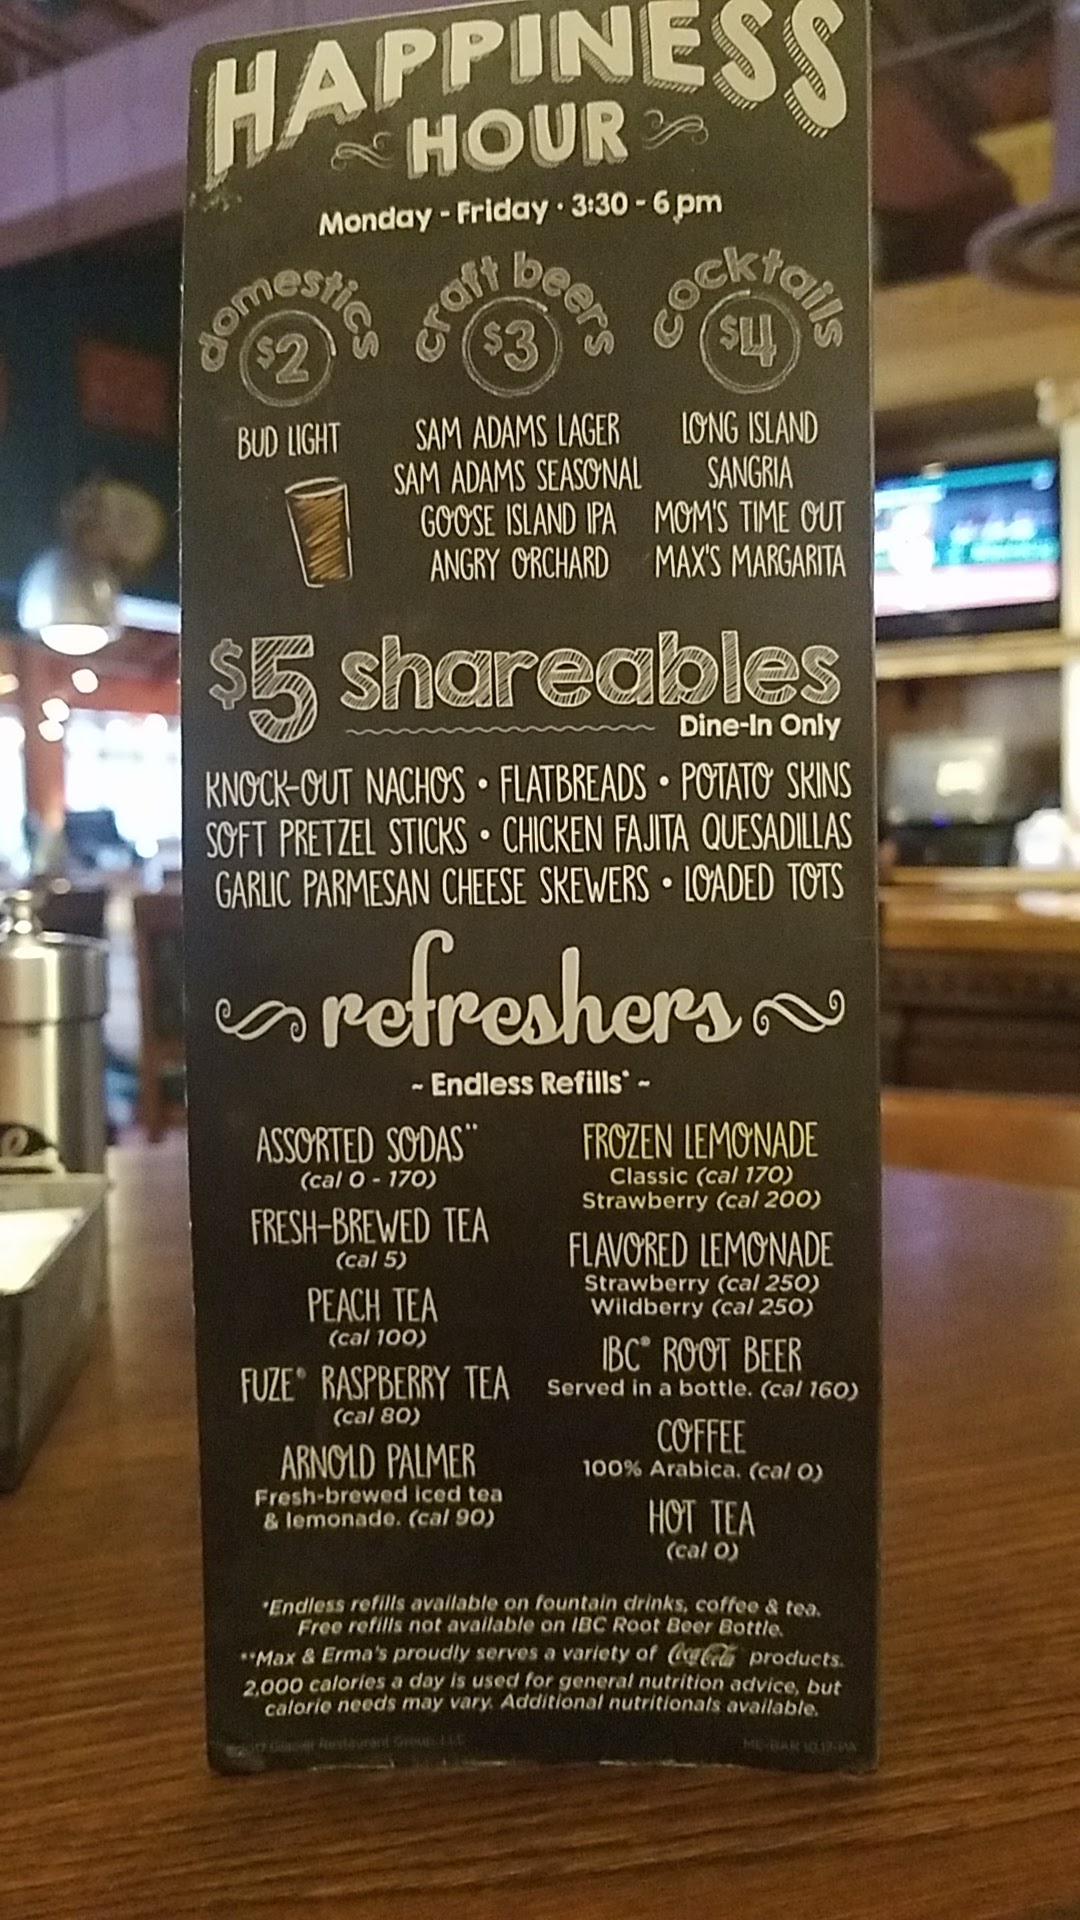 HAPPINESS
HOUR
Monday - Friday · 3:30 - 6 pm
domestics
$2
BUD LIGHT
craft beers
$3
SAM ADAMS LAGER
SAM ADAMS SEASONAL
GOOSE ISLAND IPA
ANGRY ORCHARD
cocktails
$4
LONG ISLAND
SANGRIA
MOM'S TIME OUT
MAX'S MARGARITA
$5 shareables
Dine-In Only
KNOCK-OUT NACHOS • FLATBREADS • POTATO SKINS
SOFT PRETZEL STICKS • CHICKEN FAJITA QUESADILLAS
GARLIC PARMESAN CHEESE SKEWERS • LOADED TOTS
refreshers
~ Endless Refills* ~
ASSORTED SODAS**
(cal 0 - 170)
FRESH-BREWED TEA
(cal 5)
PEACH TEA
(cal 100)
FUZE® RASPBERRY TEA
(cal 80)
ARNOLD PALMER
Fresh-brewed iced tea
& lemonade. (cal 90)
FROZEN LEMONADE
Classic (cal 170)
Strawberry (cal 200)
FLAVORED LEMONADE
Strawberry (cal 250)
Wildberry (cal 250)
IBC® ROOT BEER
Served in a bottle. (cal 160)
COFFEE
100% Arabica. (cal 0)
HOT TEA
(cal 0)
*Endless refills available on fountain drinks, coffee & tea.
Free refills not available on IBC Root Beer Bottle.
**Max & Erma's proudly serves a variety of Coca-Cola products.
2,000 calories a day is used for general nutrition advice, but
calorie needs may vary. Additional nutritionals available.
Restaurant Group, LLC